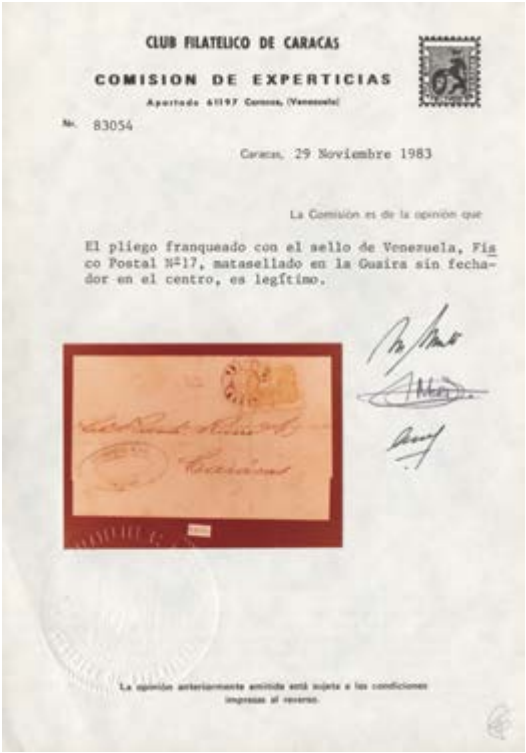 CLUB FILATELICO DE CARACAS
COMISION DE EXPERTICIAS
Apartado 61197 Caracas, (Venezuela)
Nr. 83054
Caracas, 29 Noviembre 1983
La Comisión es de la opinión que
El pliego franqueado con el sello de Venezuela, Fis
co Postal Nº17, matasellado en la Guaira sin fecha-
dor en el centro, es legítimo.
Caracas
La opinión anteriormente emitida está sujeta a las condiciones
impresas al reverso.